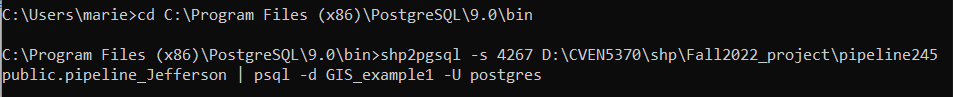 C:\Users\marie>cd C:\Program Files (x86)\PostgreSQL\9.0\bin
C:\Program Files (x86)\PostgreSQL\9.0\bin>shp2pgsql -s 4267 D:\CVEN5370\shp\Fall2022_project\pipeline245
public.pipeline_Jefferson | psql -d GIS_example1 -U postgres